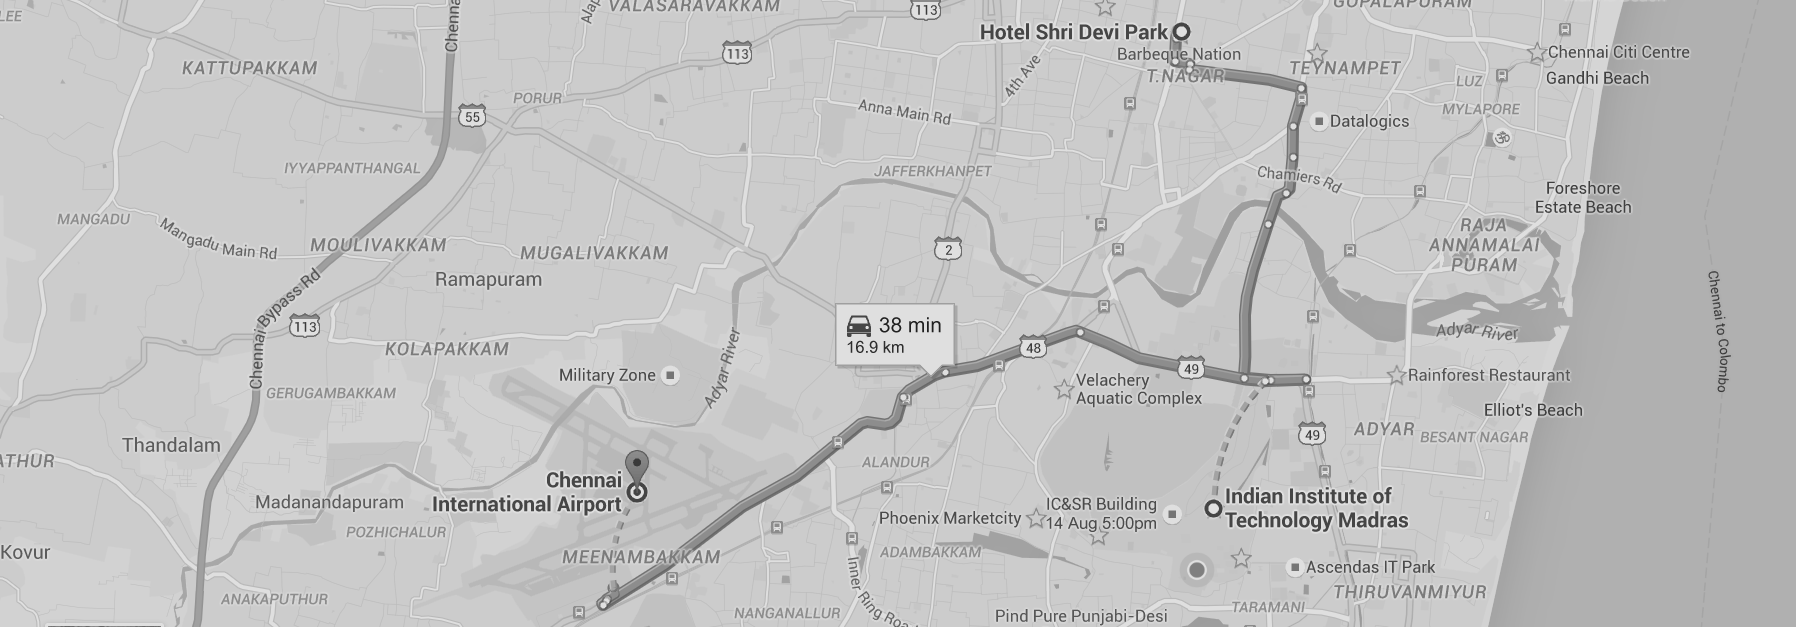 VALASARAVAKKAM
113
GOPALAPURAM
Chennai
Hotel Shri Devi Park
Barbeque Nation
T.NAGAR
TEYNAMPET
Chennai Citi Centre
Gandhi Beach
LUZ
MYLAPORE
KATTUPAKKAM
113
4th Ave
PORUR
55
Anna Main Rd
Datalogics
IYYAPPANTHANGAL
JAFFERKHANPET
Chamiers Rd
Foreshore
Estate Beach
MANGADU
Mangadu Main Rd
MOULIVAKKAM
MUGALIVAKKAM
2
RAJA
ANNAMALAI
PURAM
Ramapuram
Chennai Bypass Rd
113
38 min
16.9 km
48
49
Adyar River
Chennai to Colombo
KOLAPAKKAM
Adyar River
Military Zone
Velachery
Aquatic Complex
Rainforest Restaurant
GERUGAMBAKKAM
Elliot's Beach
49
ADYAR
BESANT NAGAR
Thandalam
ATHUR
ALANDUR
Chennai
International Airport
Madanandapuram
Indian Institute of
Technology Madras
IC&SR Building
14 Aug 5:00pm
Phoenix Marketcity
POZHICHALUR
Kovur
MEENAMBAKKAM
ADAMBAKKAM
Ascendas IT Park
Inner Ring Road
THIRUVANMIYUR
ANAKAPUTHUR
NANGANALLUR
TARAMANI
Pind Pure Punjabi-Desi